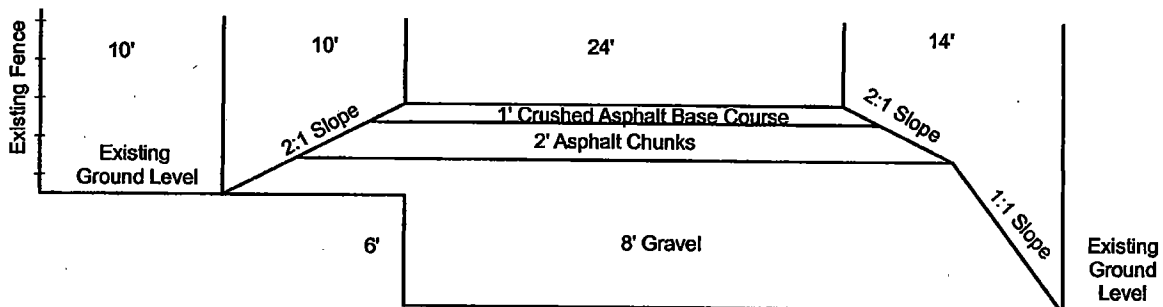 Existing Fence
10'
10'
24'
14'
2:1 Slope
1' Crushed Asphalt Base Course
2:1 Slope
2' Asphalt Chunks
Existing
Ground Level
1:1 Slope
6'
8' Gravel
Existing
Ground
Level